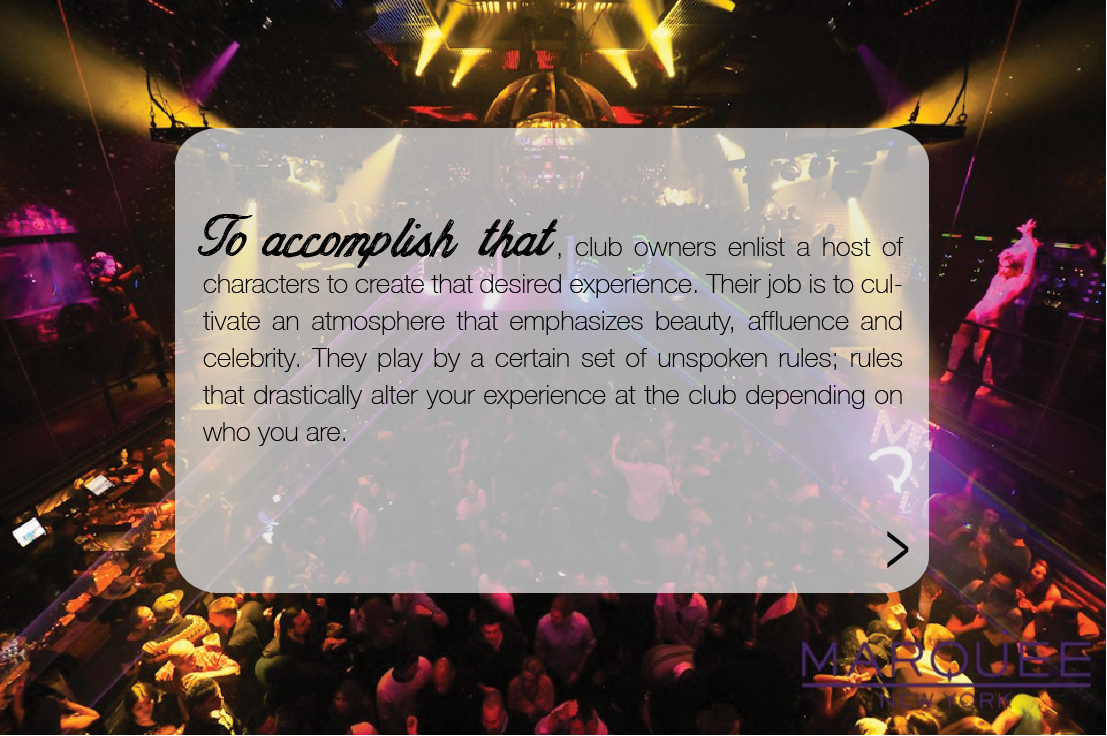 To accomplish that, club owners enlist a host of
characters to create that desired experience. Their job is to cul-
tivate an atmosphere that emphasizes beauty, affluence and
celebrity. They play by a certain set of unspoken rules; rules
that drastically alter your experience at the club depending on
who you are:
>
MARQUEE
NEW YORK